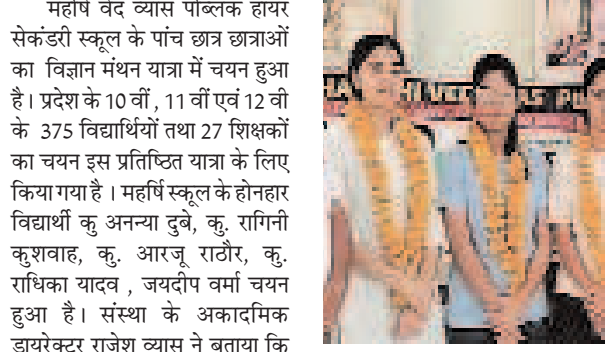 महर्षि वेद व्यास पब्लिक हायर
सेकंडरी स्कूल के पांच छात्र छात्राओं
का विज्ञान मंथन यात्रा में चयन हुआ
है। प्रदेश के 10 वीं , 11 वीं एवं 12 वी
के 375 विद्यार्थियों तथा 27 शिक्षकों
का चयन इस प्रतिष्ठित यात्रा के लिए
किया गया है । महर्षि स्कूल के होनहार
विद्यार्थी कु अनन्या दुबे, कु. रागिनी
कुशवाह, कु. आरजू राठौर, कु.
राधिका यादव , जयदीप वर्मा चयन
हुआ है। संस्था के अकादमिक
डायरेक्टर राजेश व्यास ने बताया कि